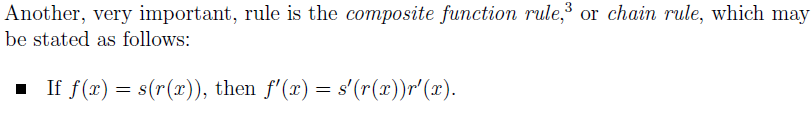 Another, very important, rule is the composite function rule,³ or chain rule, which may
be stated as follows:
▪ If f(x) = s(r(x)), then f′(x) = s′(r(x))r′(x).